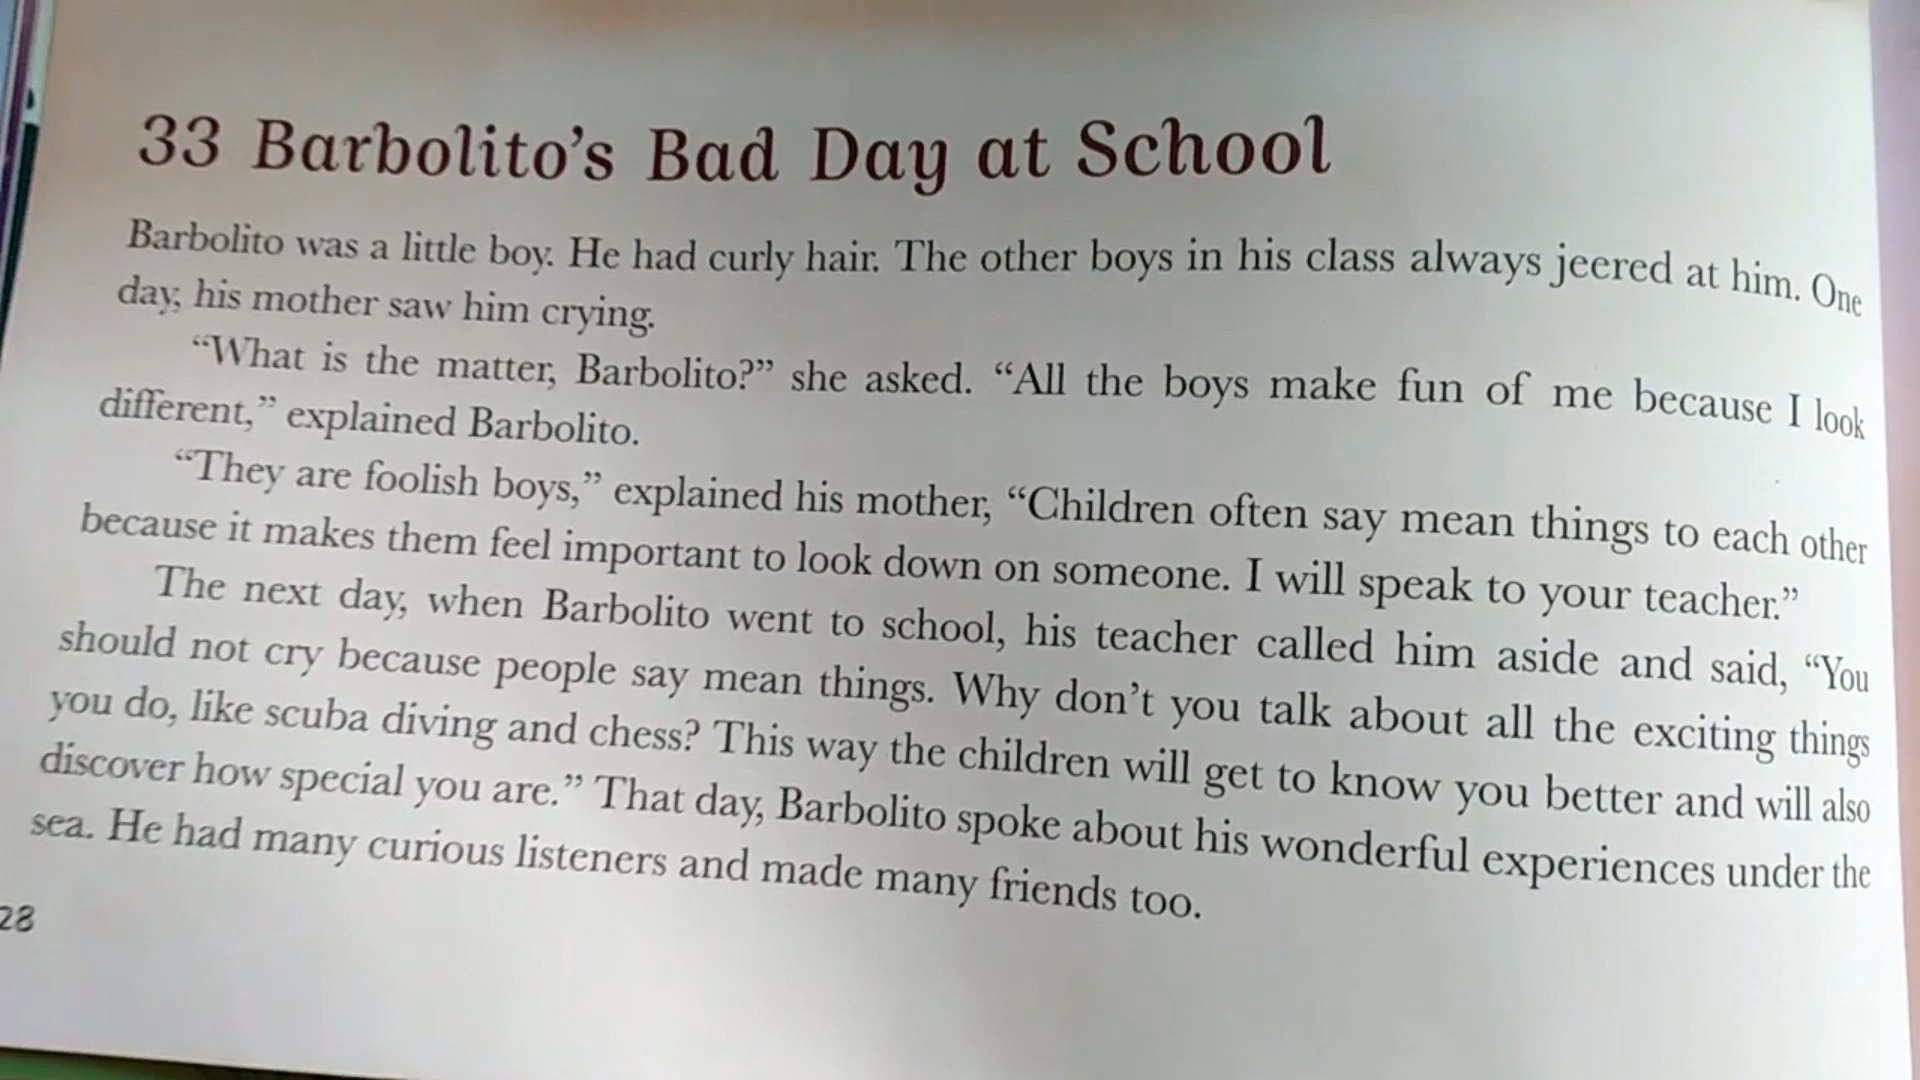 33 Barbolito's Bad Day at School
Barbolito was a little boy. He had curly hair. The other boys in his class always jeered at him. One
day, his mother saw him crying.
“What is the matter, Barbolito?” she asked. “All the boys make fun of me because I look
different,” explained Barbolito.
“They are foolish boys,” explained his mother, “Children often say mean things to each other
because it makes them feel important to look down on someone. I will speak to your teacher.”
The next day, when Barbolito went to school, his teacher called him aside and said, “You
should not cry because people say mean things. Why don't you talk about all the exciting things
you do, like scuba diving and chess? This way the children will get to know you better and will also
discover how special you are.” That day, Barbolito spoke about his wonderful experiences under the
sea. He had many curious listeners and made many friends too.
28